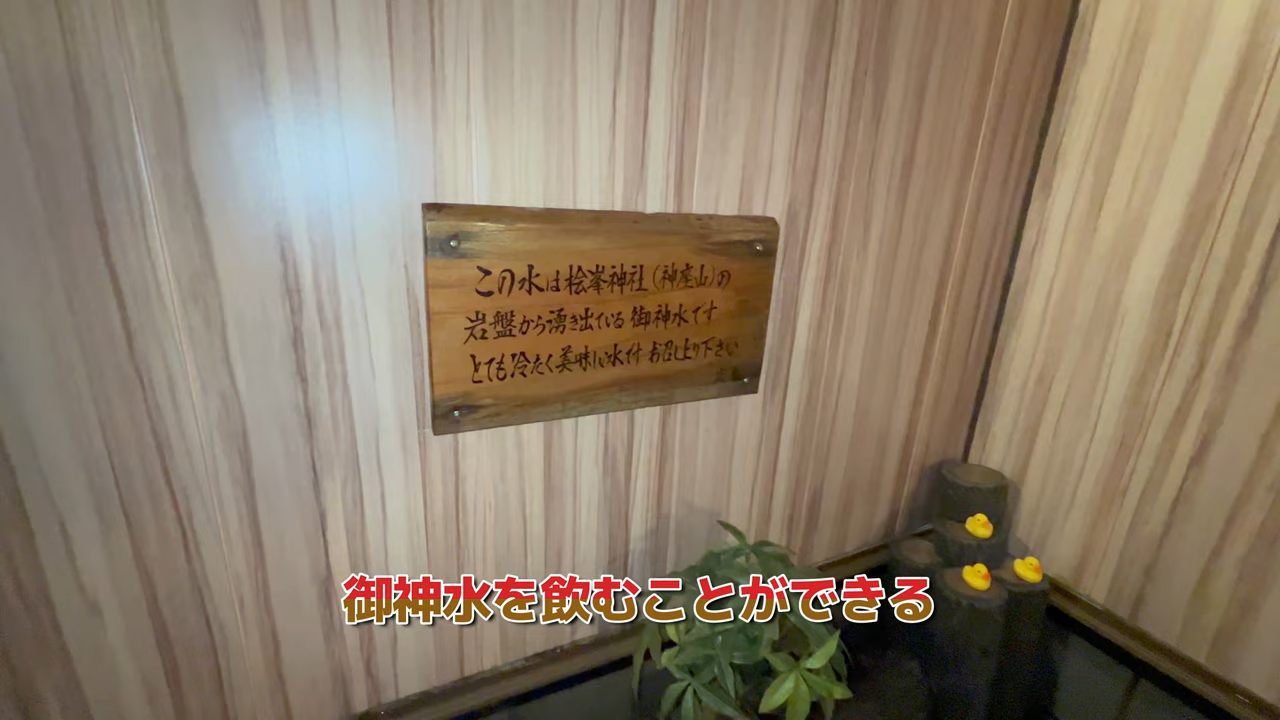 この水は桧峯神社(神座山)の
岩盤から湧き出ている御神水です
とても冷たく美味しい水です お召し上り下さい
御神水を飲むことができる